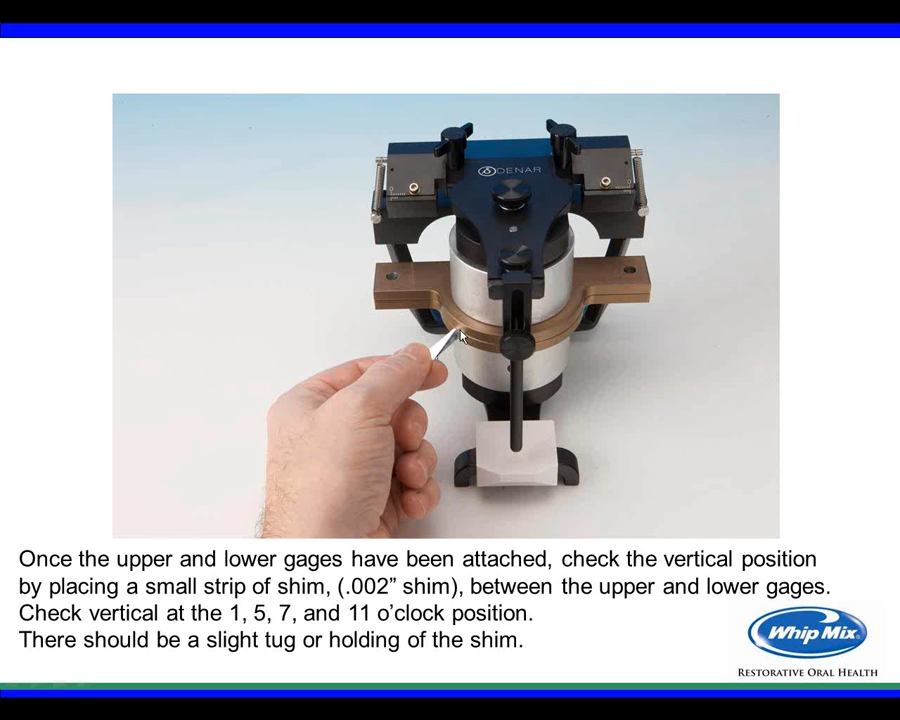 DENAR
Once the upper and lower gages have been attached, check the vertical position
by placing a small strip of shim, (.002” shim), between the upper and lower gages.
Check vertical at the 1, 5, 7, and 11 o’clock position.
There should be a slight tug or holding of the shim.
Whip Mix®
RESTORATIVE ORAL HEALTH